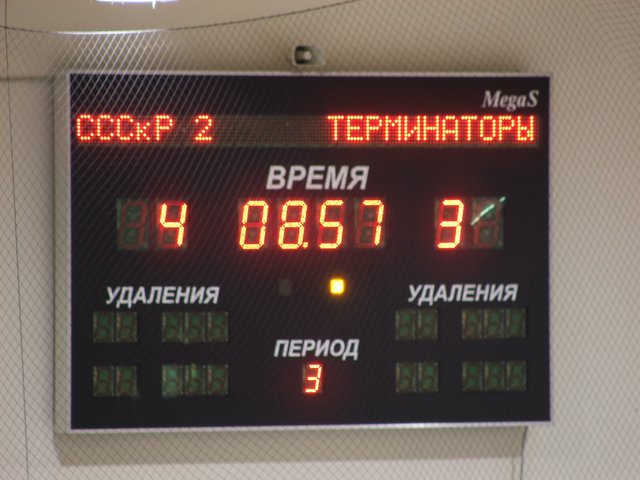 MegaS
СССкР 2 ТЕРМИНАТОРЫ
ВРЕМЯ
4 08.57 3
УДАЛЕНИЯ УДАЛЕНИЯ
ПЕРИОД
3